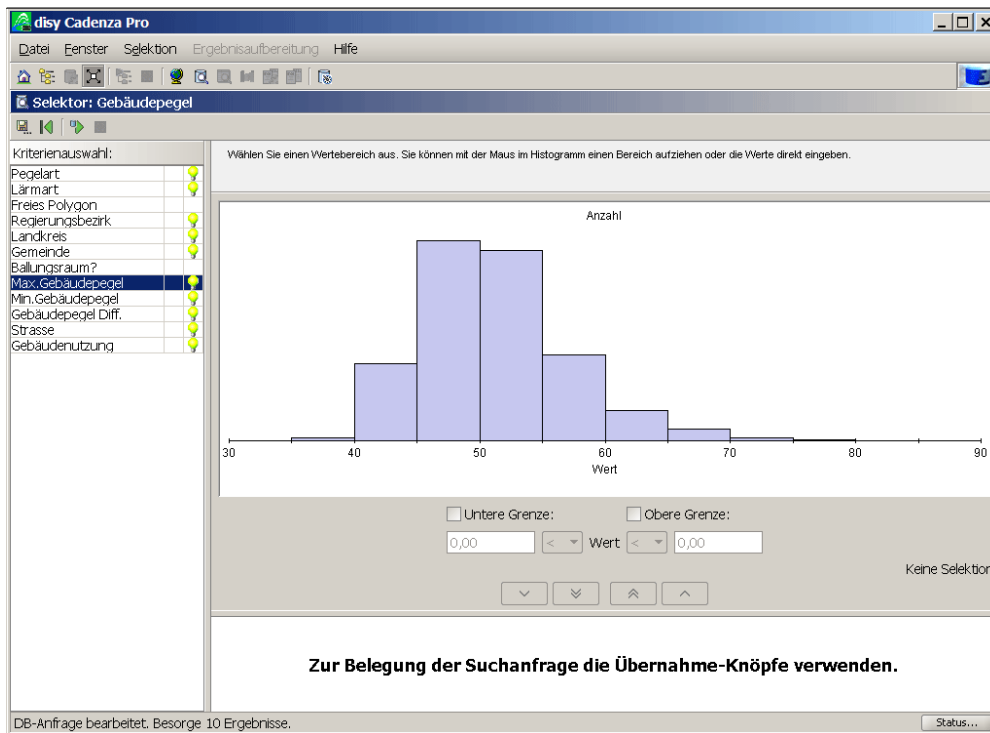 disy Cadenza Pro
Datei Fenster Selektion Ergebnisaufbereitung Hilfe
Selektor: Gebäudepegel
Kriterienauswahl:
Pegelart
Lärmart
Freies Polygon
Regierungsbezirk
Landkreis
Gemeinde
Ballungsraum?
Max.Gebäudepegel
Min.Gebäudepegel
Gebäudepegel Diff.
Strasse
Gebäudenutzung
Wählen Sie einen Wertebereich aus. Sie können mit der Maus im Histogramm einen Bereich aufziehen oder die Werte direkt eingeben.
Anzahl
30 40 50 60 70 80 90
Wert
Untere Grenze: Obere Grenze:
0,00 < Wert < 0,00
Keine Selektion
Zur Belegung der Suchanfrage die Übernahme-Knöpfe verwenden.
DB-Anfrage bearbeitet. Besorge 10 Ergebnisse.
Status...